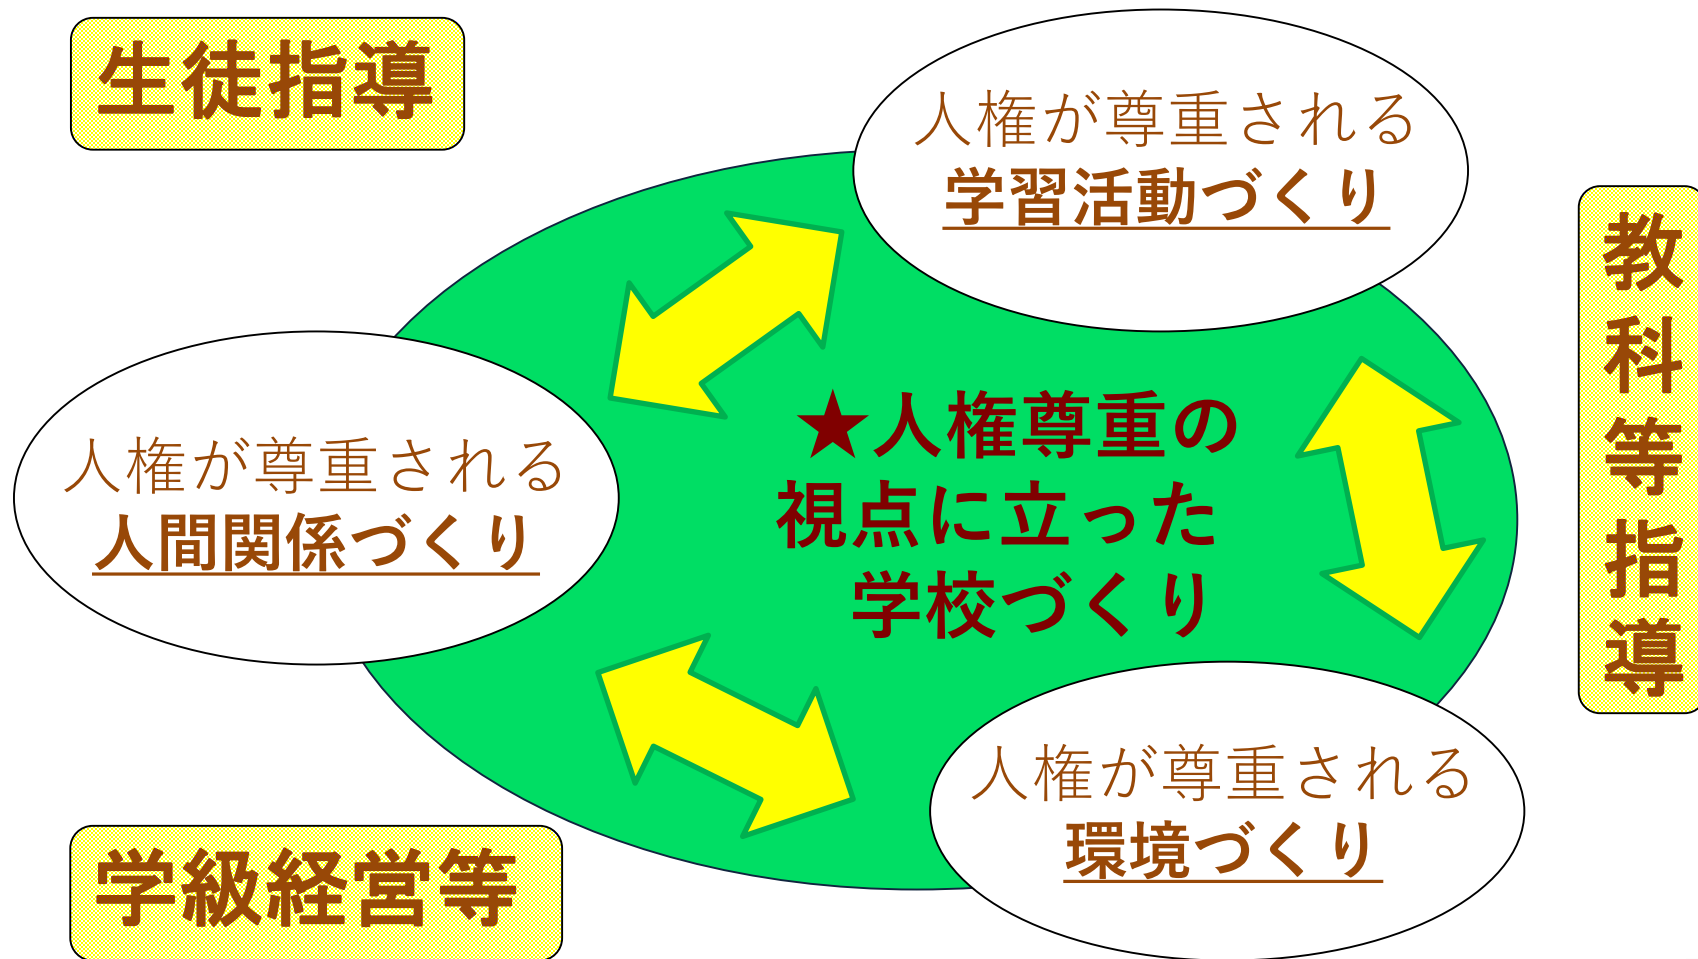 生徒指導
人権が尊重される
学習活動づくり
教科等指導
★人権尊重の
視点に立った
学校づくり
人権が尊重される
人間関係づくり
人権が尊重される
環境づくり
学級経営等